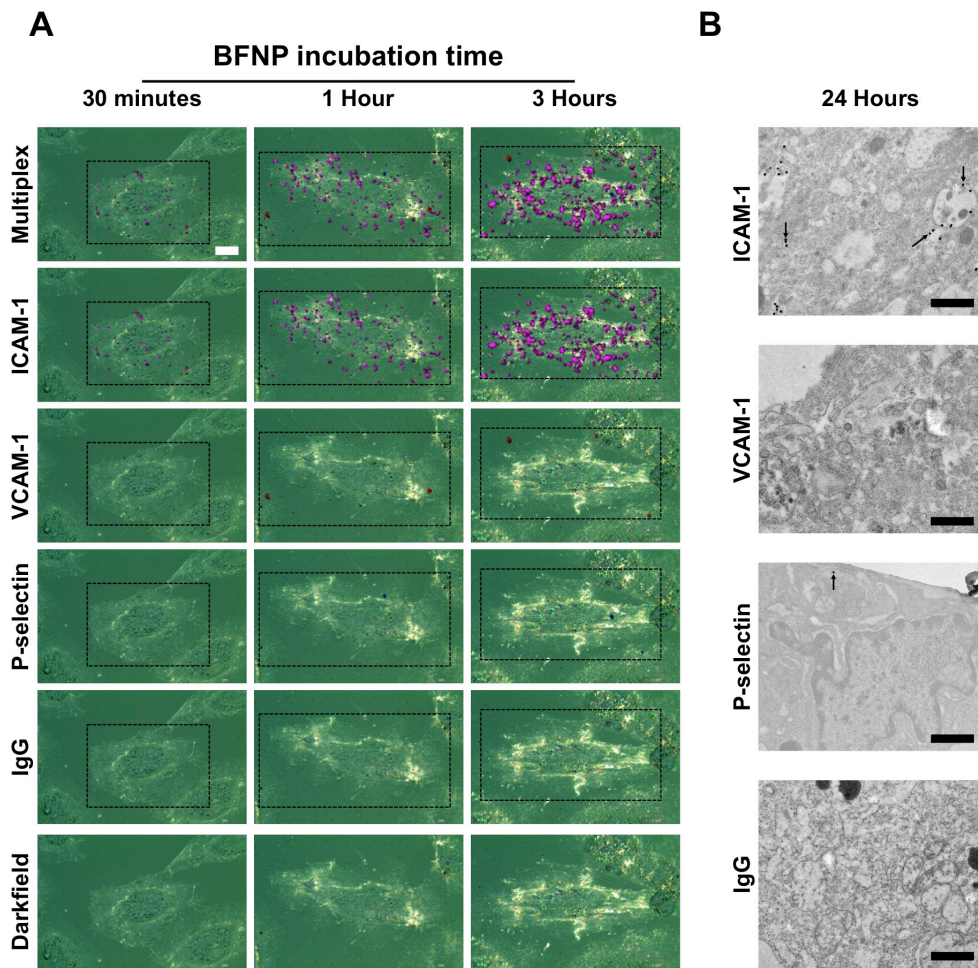 A
B
BFNP incubation time
30 minutes
1 Hour
3 Hours
24 Hours
Multiplex
ICAM-1
VCAM-1
P-selectin
IgG
Darkfield
ICAM-1
VCAM-1
P-selectin
IgG